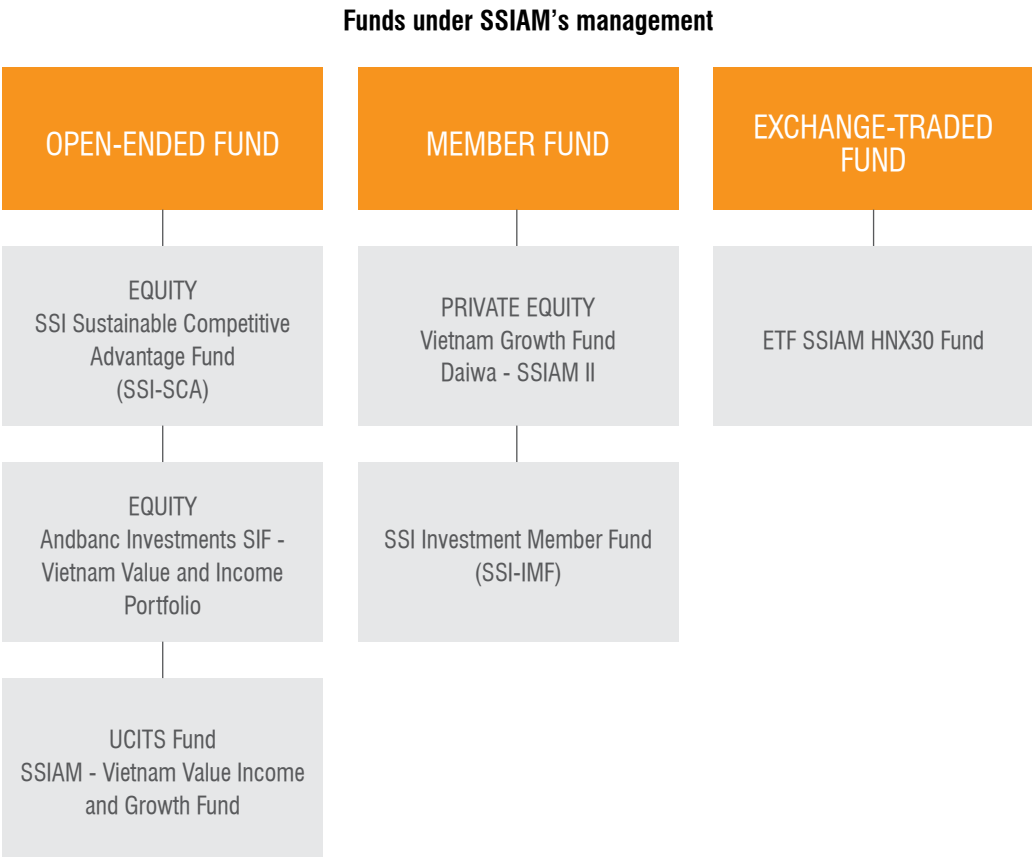 Funds under SSIAM’s management
OPEN-ENDED FUND
EQUITY
SSI Sustainable Competitive
Advantage Fund
(SSI-SCA)
EQUITY
Andbanc Investments SIF -
Vietnam Value and Income
Portfolio
UCITS Fund
SSIAM - Vietnam Value Income
and Growth Fund
MEMBER FUND
PRIVATE EQUITY
Vietnam Growth Fund
Daiwa - SSIAM II
SSI Investment Member Fund
(SSI-IMF)
EXCHANGE-TRADED
FUND
ETF SSIAM HNX30 Fund